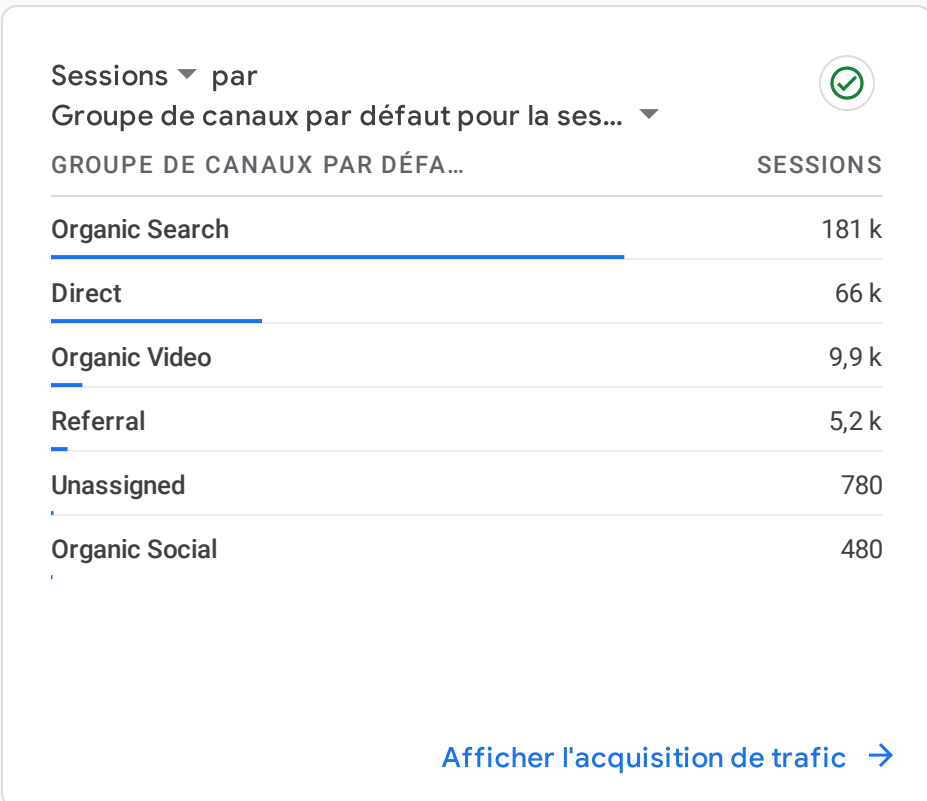 Sessions par
Groupe de canaux par défaut pour la ses...
GROUPE DE CANAUX PAR DÉFA... SESSIONS
Organic Search 181 k
Direct 66 k
Organic Video 9,9 k
Referral 5,2 k
Unassigned 780
Organic Social 480
Afficher l'acquisition de trafic